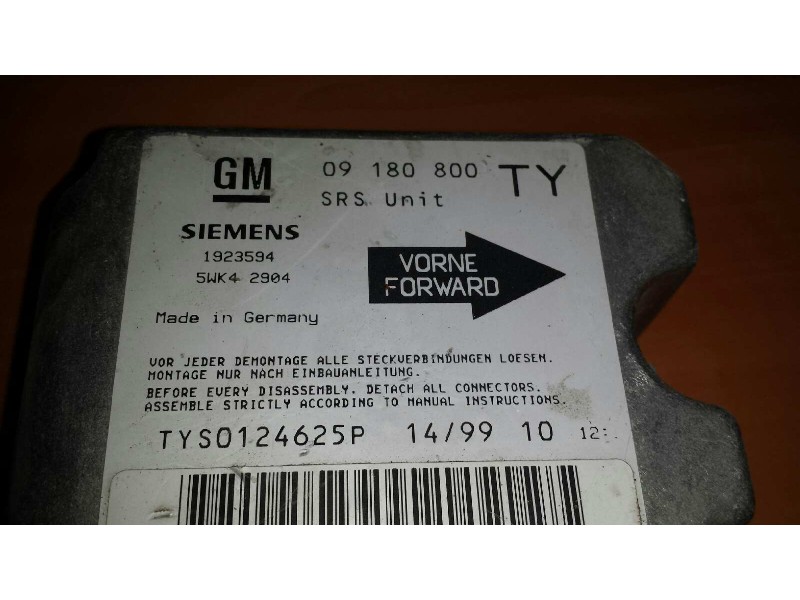 GM 09 180 800 TY
SRS Unit
SIEMENS
1923594
5WK4 2904
VORNE
FORWARD
Made in Germany
VOR JEDER DEMONTAGE ALLE STECKVERBINDUNGEN LOESEN.
MONTAGE NUR NACH EINBAUANLEITUNG.
BEFORE EVERY DISASSEMBLY. DETACH ALL CONNECTORS.
ASSEMBLE STRICTLY ACCORDING TO MANUAL INSTRUCTIONS.
TYS0124625P 14/99 10 12: